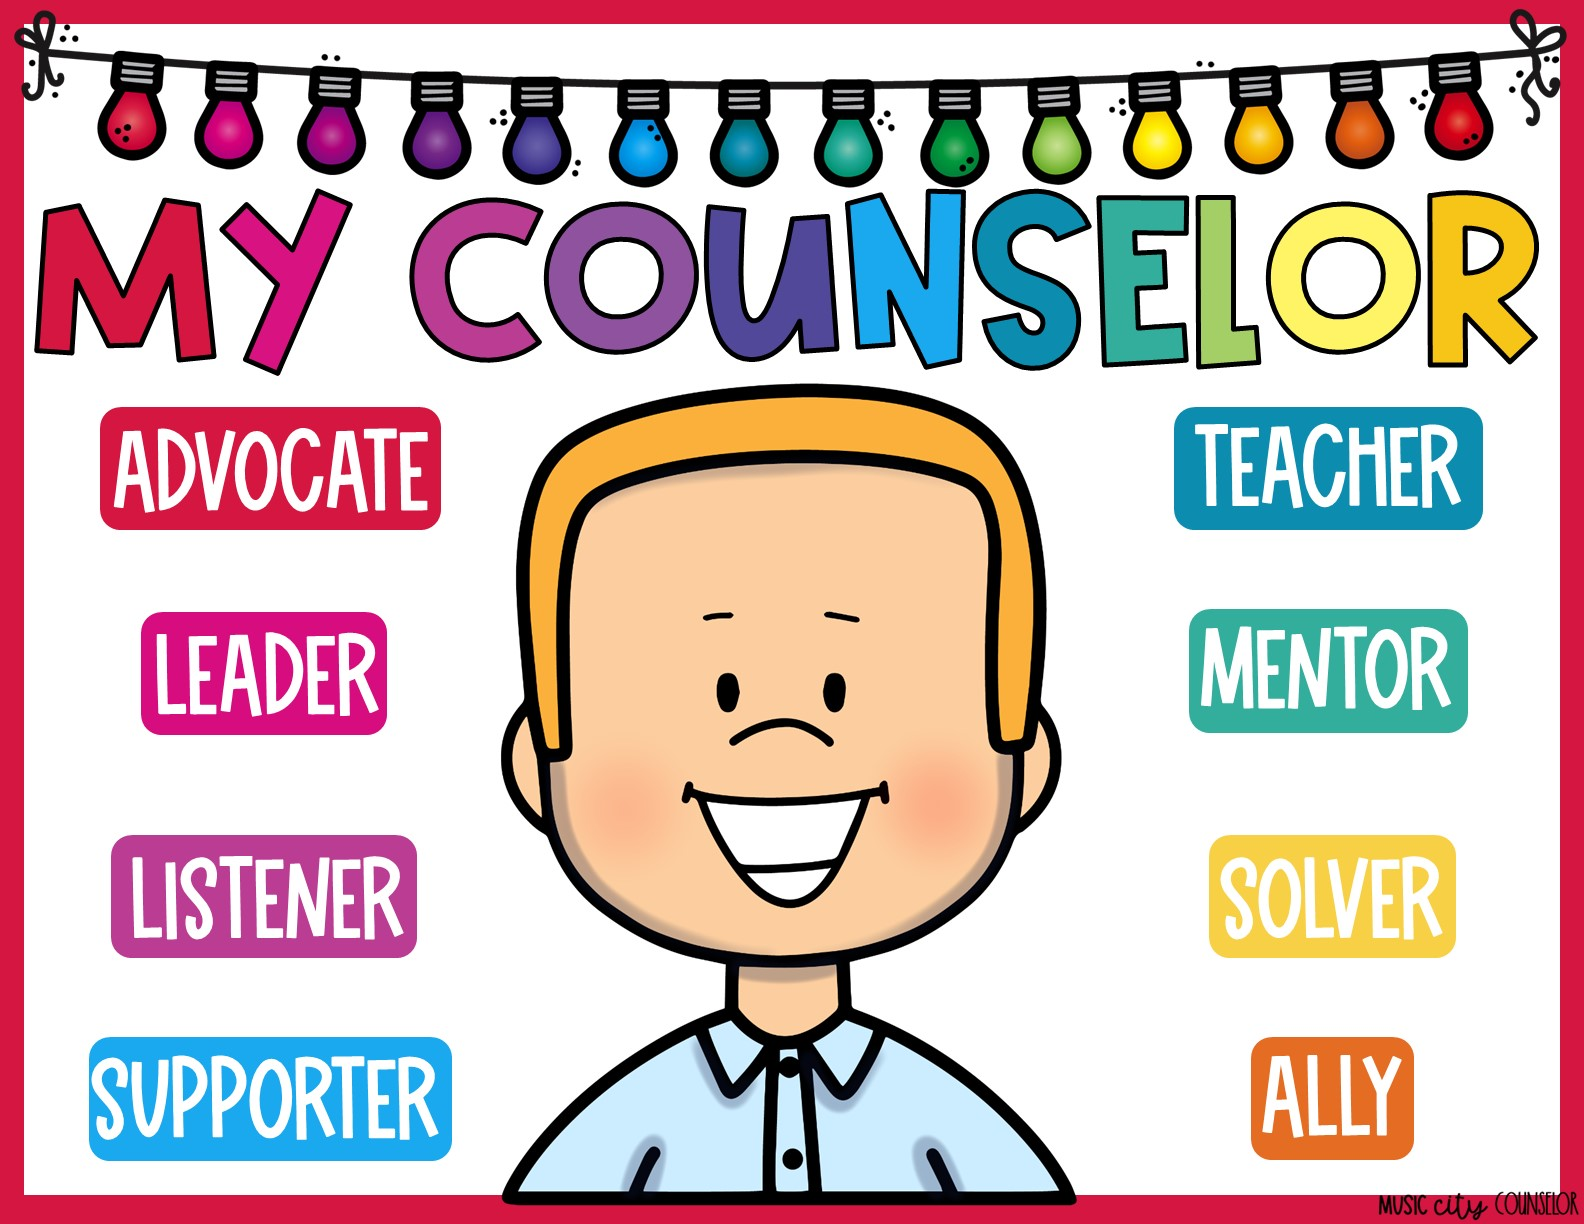 MY COUNSELOR
ADVOCATE
TEACHER
LEADER
MENTOR
LISTENER
SOLVER
SUPPORTER
ALLY
MUSIC city COUNSELOR